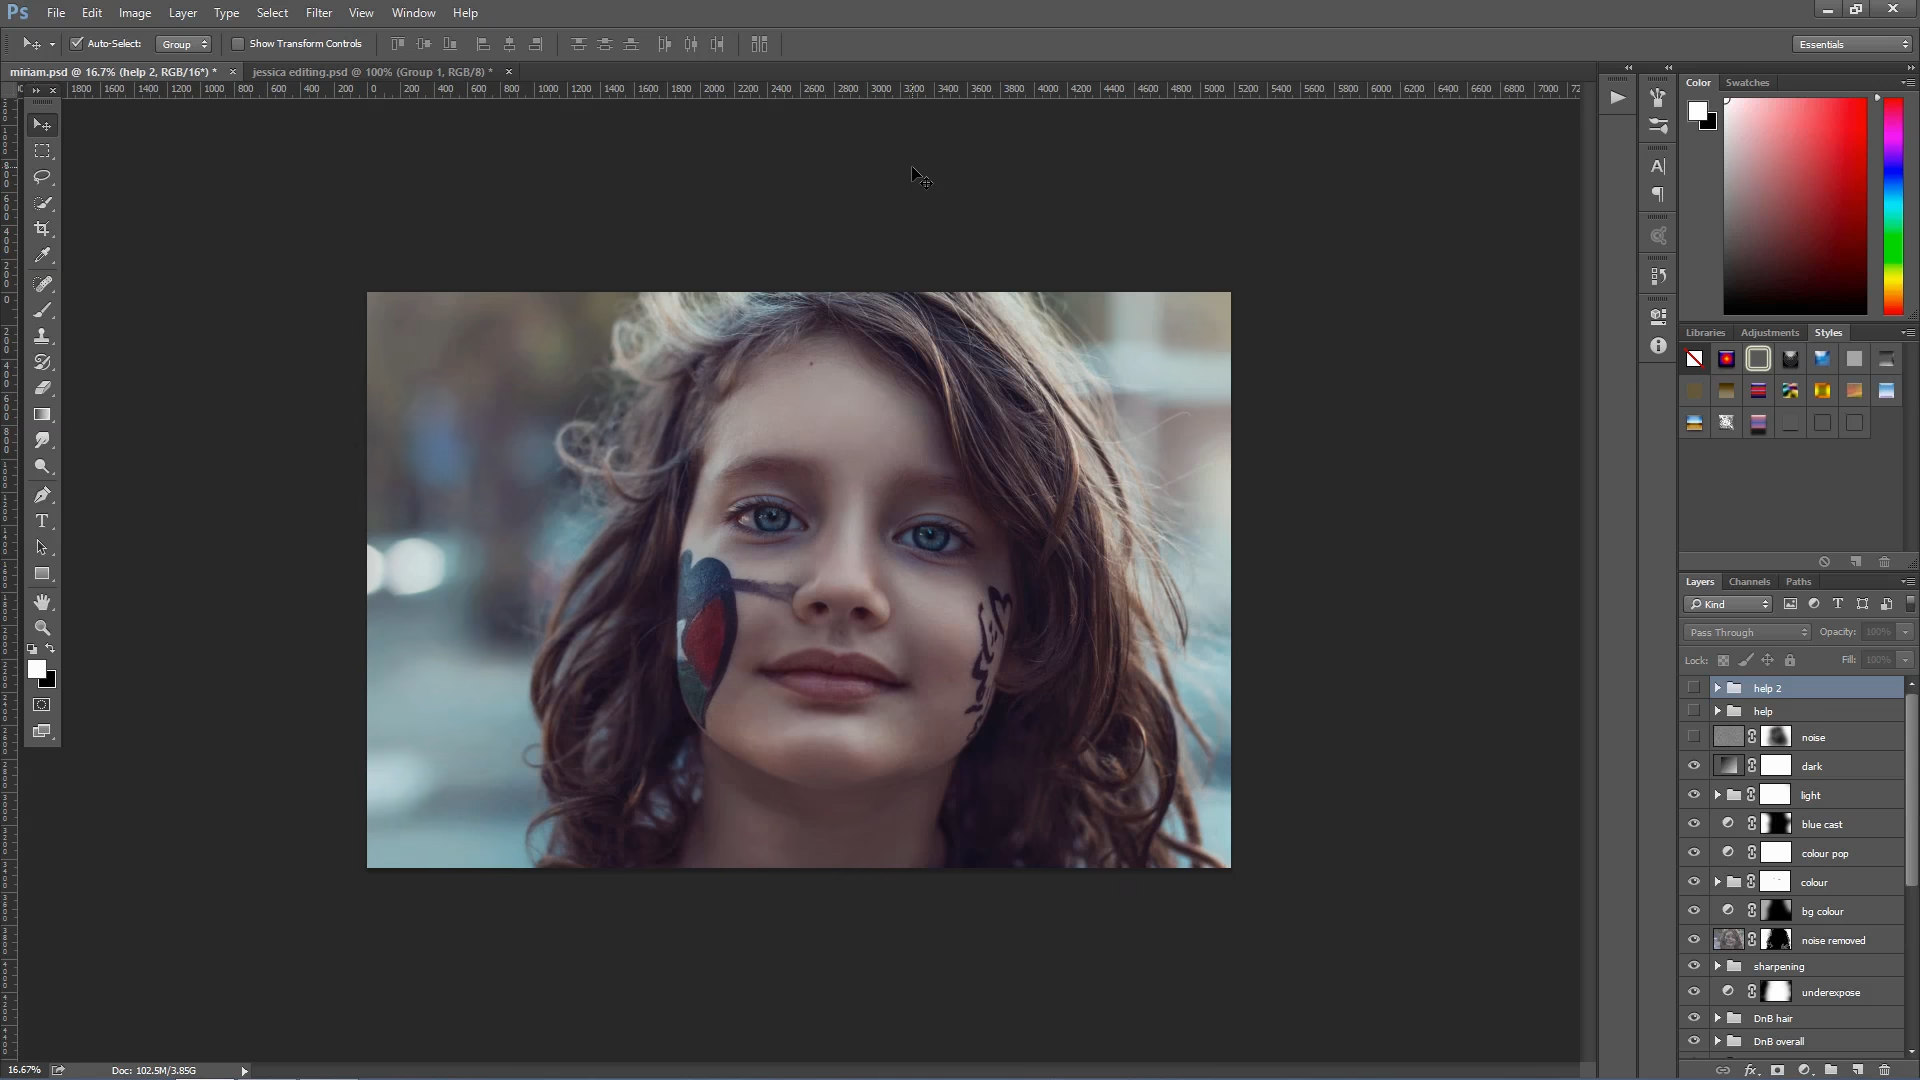 Ps File Edit Image Layer Type Select Filter View Window Help
Auto-Select: Group Show Transform Controls Essentials
miriam.psd @ 16.7% (help 2, RGB/16*) * × jessica editing.psd @ 100% (Group 1, RGB/8) * ×
1800 1600 1400 1200 1000 800 600 400 200 0 200 400 600 800 1000 1200 1400 1600 1800 2000 2200 2400 2600 2800 3000 3200 3400 3600 3800 4000 4200 4400 4600 4800 5000 5200 5400 5600 5800 6000 6200 6400 6600 6800 7000
Color Swatches
Libraries Adjustments Styles
Layers Channels Paths
Kind
Pass Through Opacity: 100%
Lock: Fill: 100%
help 2
help
noise
dark
light
blue cast
colour pop
colour
bg colour
noise removed
sharpening
underexpose
DnB hair
DnB overall
16.67% Doc: 102.5M/3.85G